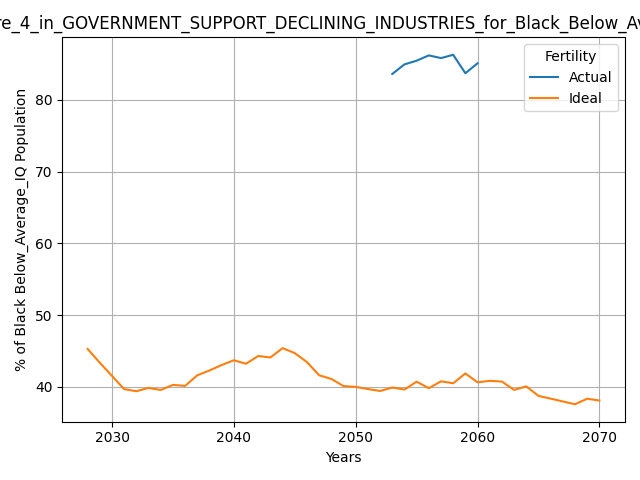 re_4_in_GOVERNMENT_SUPPORT_DECLINING_INDUSTRIES_for_Black_Below_Av
Fertility
Actual
Ideal
% of Black Below_Average_IQ Population
80
70
60
50
40
2030 2040 2050 2060 2070
Years